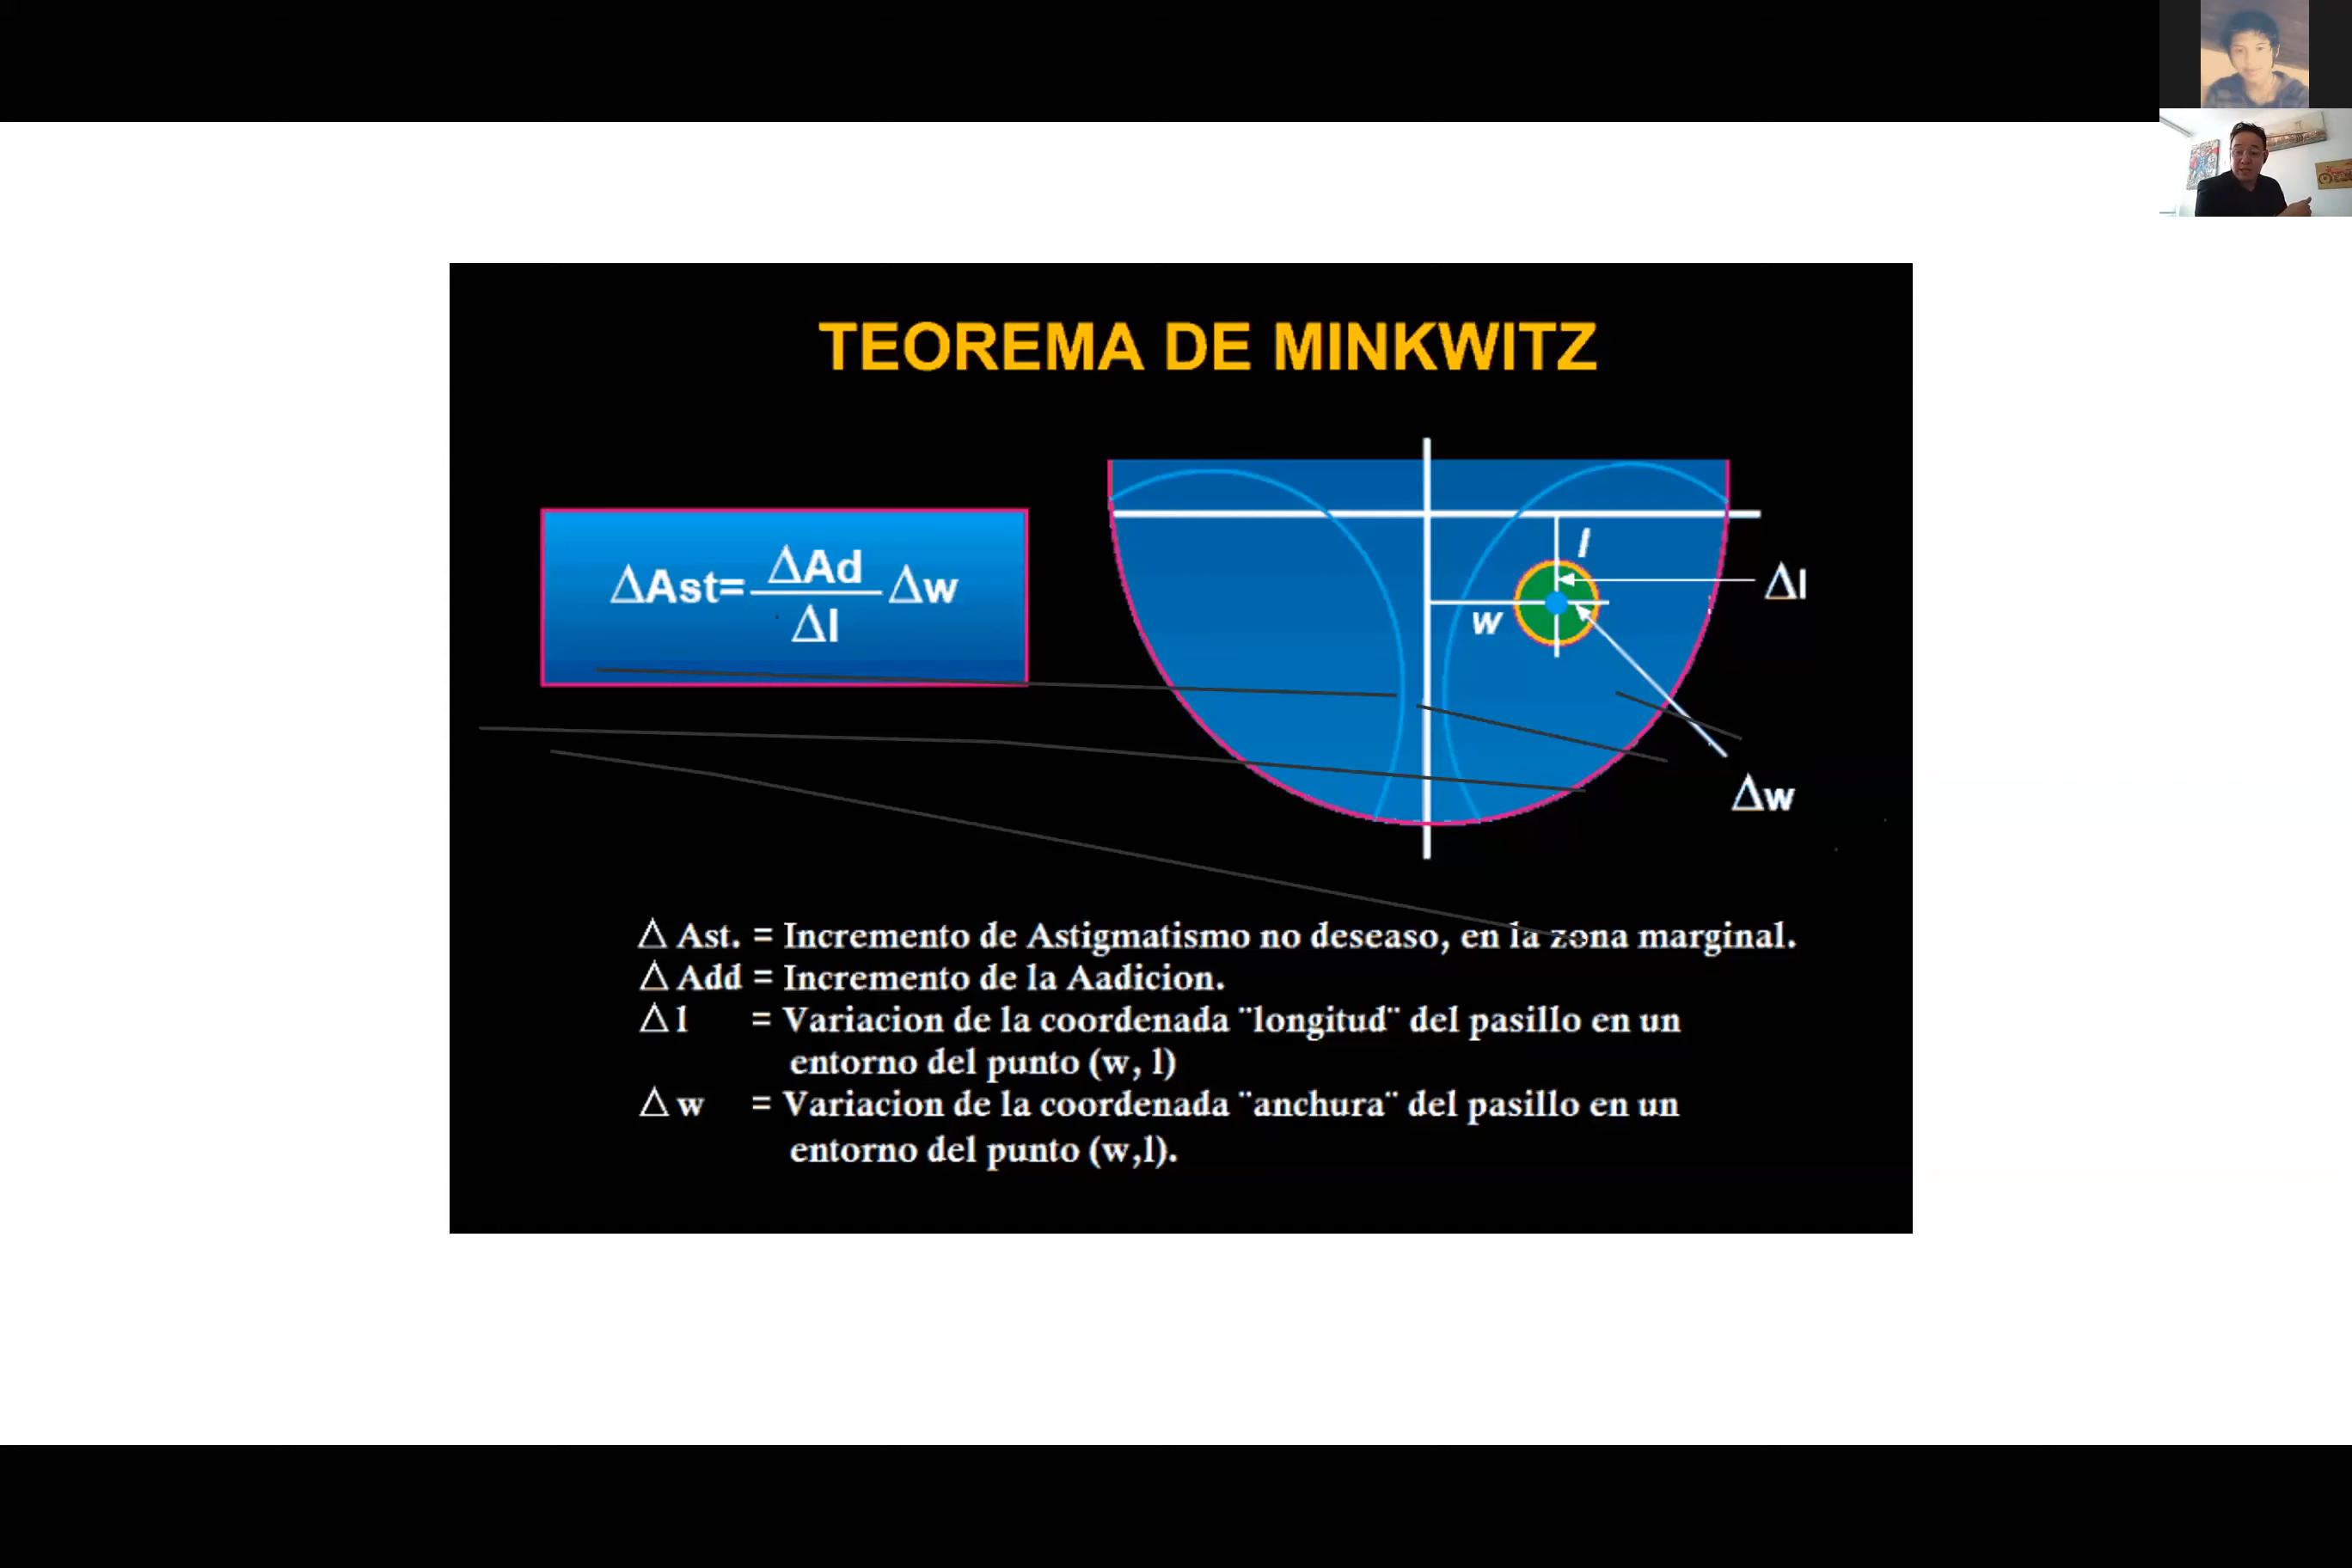 TEOREMA DE MINKWITZ
ΔAst= ΔAd/Δl Δw
l
Δl
w
Δw
Δ Ast. = Incremento de Astigmatismo no deseaso, en la zona marginal.
Δ Add = Incremento de la Aadicion.
Δ l = Variacion de la coordenada ¨longitud¨ del pasillo en un
entorno del punto (w, l)
Δ w = Variacion de la coordenada ¨anchura¨ del pasillo en un
entorno del punto (w,l).